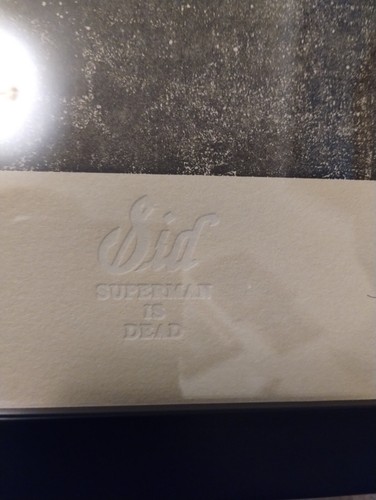 Sid
SUPERMAN
IS
DEAD